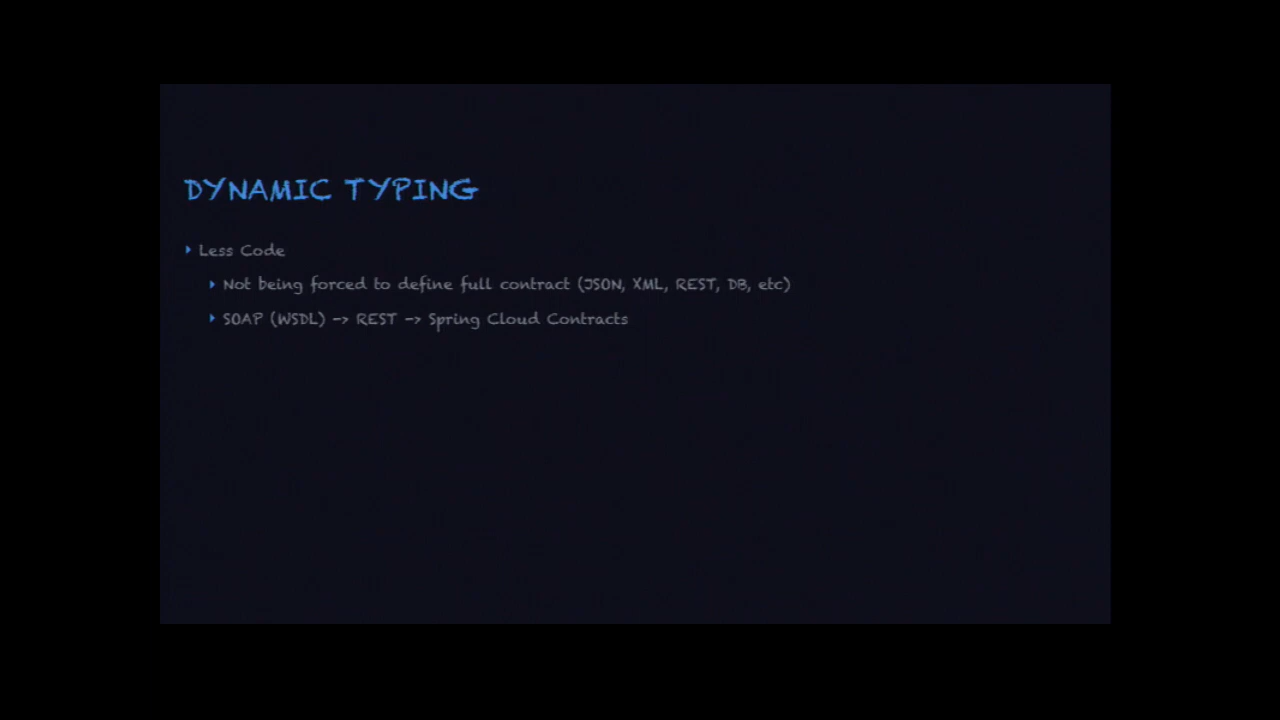 DYNAMIC TYPING
Less Code
Not being forced to define full contract (JSON, XML, REST, DB, etc)
SOAP (WSDL) -> REST -> Spring Cloud Contracts